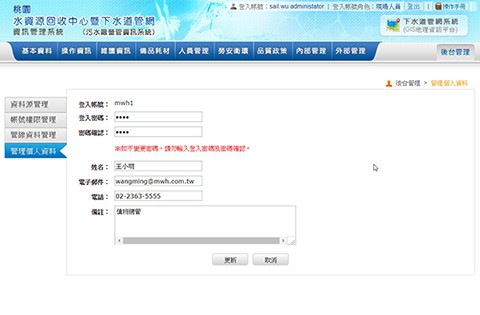 登入帳號：sail.wu administator | 登入帳號角色：現場人員 | 登出 | 操作手冊
桃園
水資源回收中心暨下水道管網
資訊管理系統 (污水廠營管資訊系統)
下水道管網系統
(GIS地理資訊平台)
基本資料 操作資訊 維護資訊 備品耗材 人員管理 勞安衛環 品質政策 內部管理 外部管理 後台管理
後台管理 > 管理個人資料
資料源管理
帳號權限管理
警線資料管理
管理個人資料
登入帳號： mwh1
登入密碼：
密碼確認：
※如不變更密碼，請勿輸入登入密碼及密碼確認。
姓名： 王小明
電子郵件： wangming@mwh.com.tw
電話： 02-2363-5555
備註： 值班總管
更新 取消